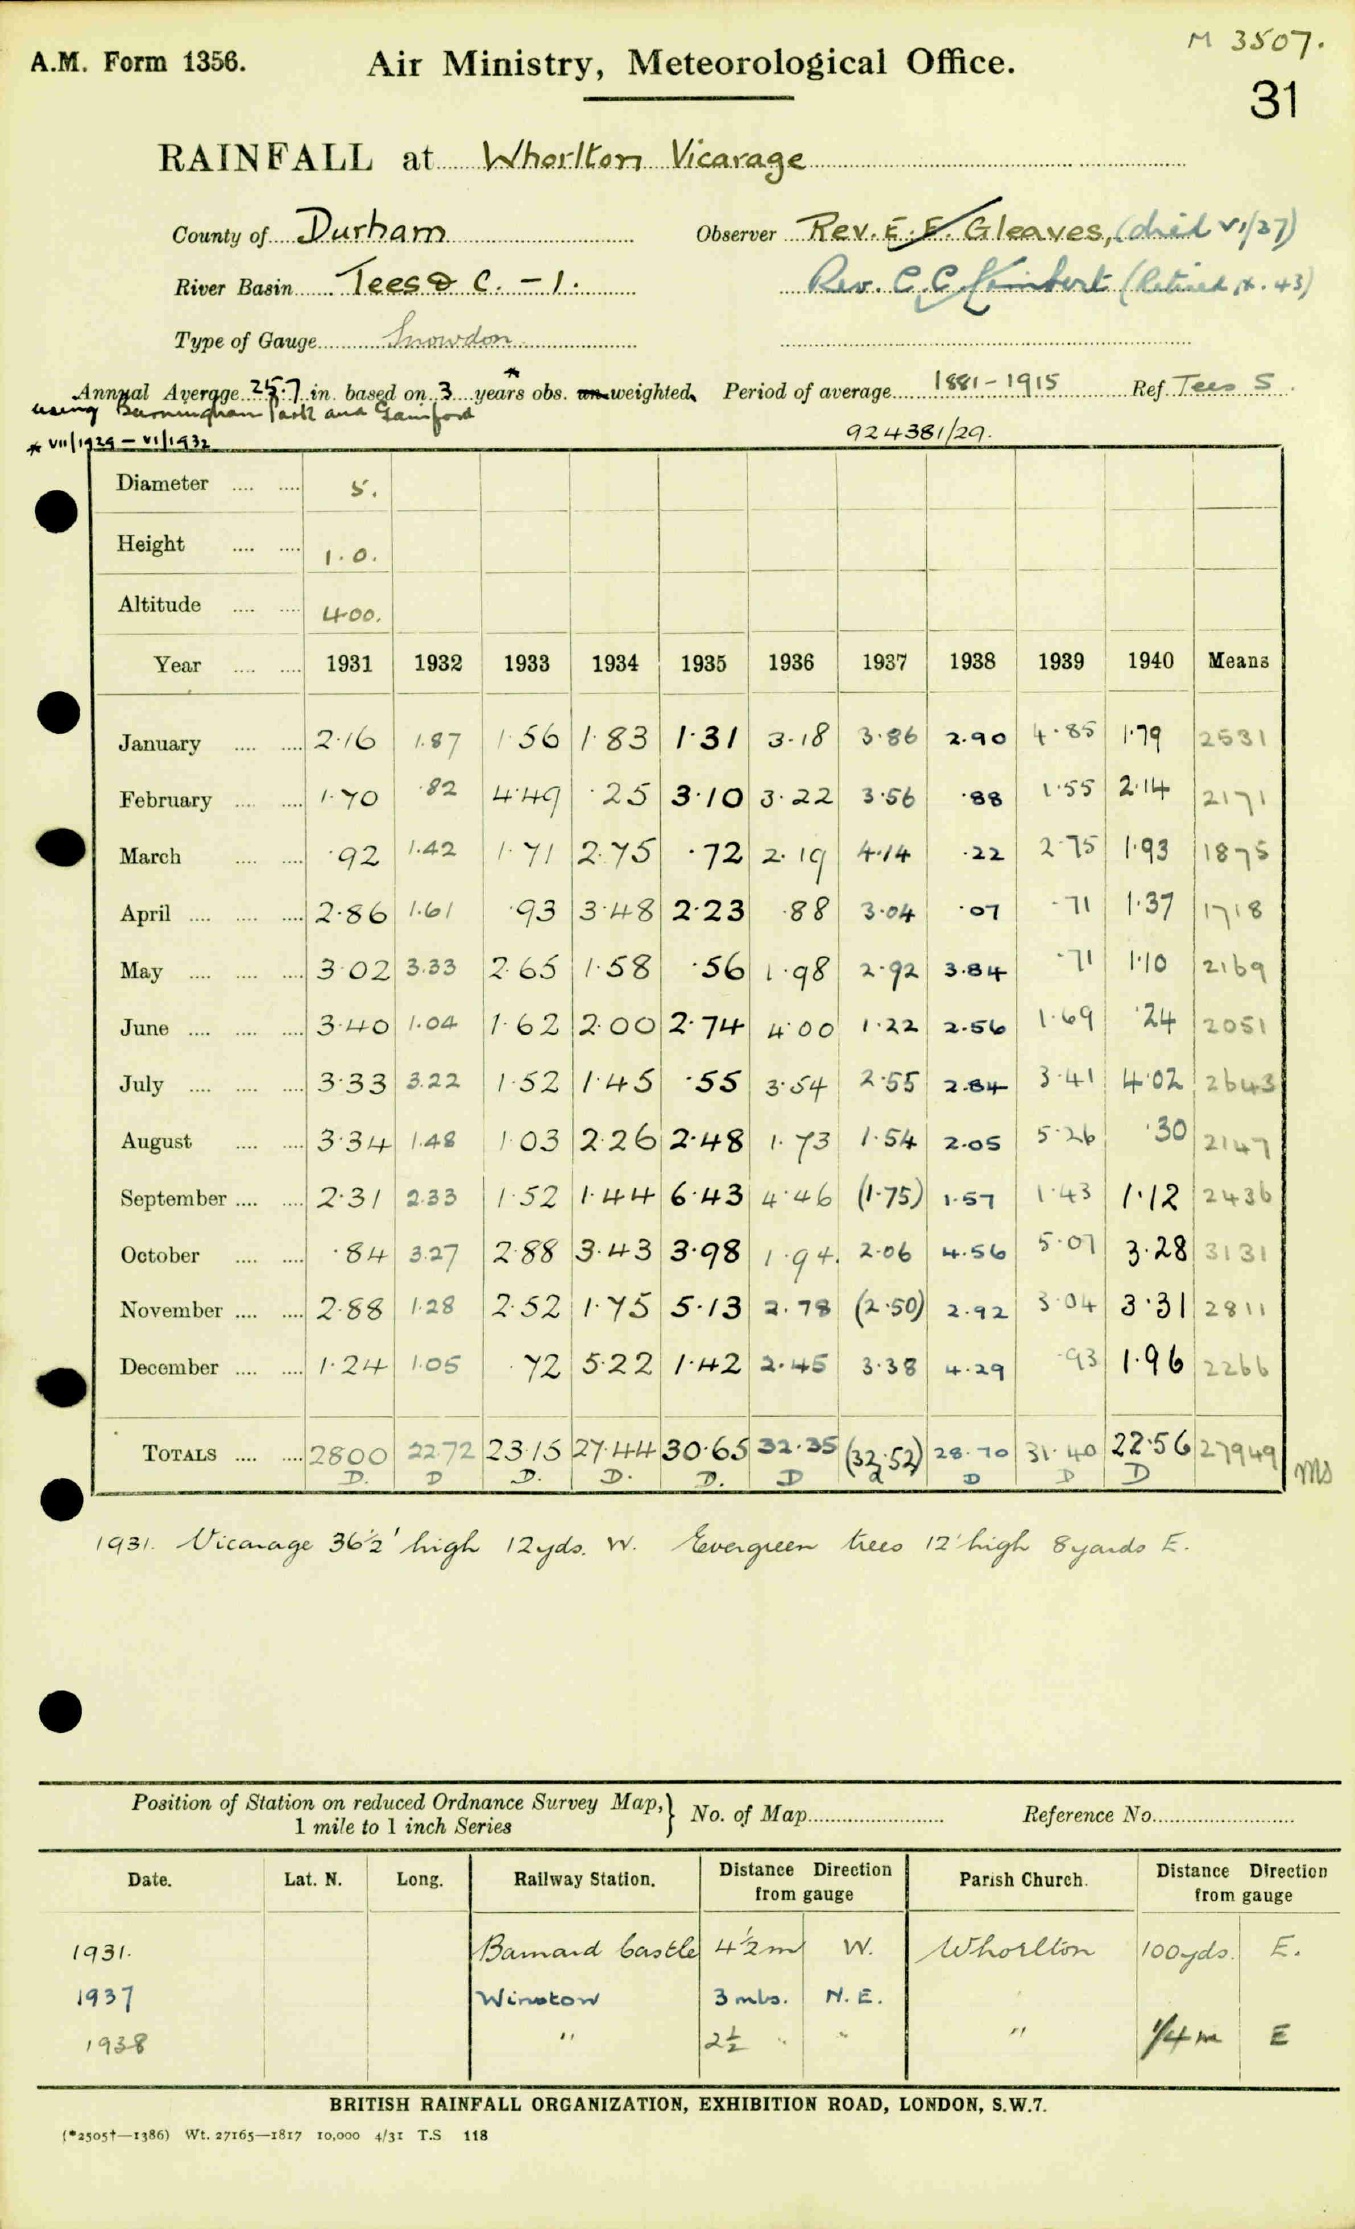 M 3507.
A.M. Form 1356. Air Ministry, Meteorological Office.
31
RAINFALL at Whorlton Vicarage
County of Durham Observer Rev. E. E. Gleaves, (died VI/37)
River Basin Tees & C. - 1. Rev. C. C. (Retired 43)
Type of Gauge Snowdon
Annual Average 25.7 in. based on 3 years* obs. un weighted. Period of average 1881-1915 Ref. Tees S.
using Barningham Park and Gainford
* VII/1929 - VI/1932 924381/29.
Diameter .... .... 5.
Height .... .... 1.0.
Altitude .... .... 400.
Year .... .... 1931 1932 1933 1934 1935 1936 1937 1938 1939 1940 Means
January .... .... 2.16 1.87 1.56 1.83 1.31 3.18 3.86 2.90 4.85 1.79 2531
February .... .... 1.70 .82 4.49 .25 3.10 3.22 3.56 .88 1.55 2.14 2171
March .... .... .92 1.42 1.71 2.75 .72 2.19 4.14 .22 2.75 1.93 1875
April .... .... .... 2.86 1.61 .93 3.48 2.23 .88 3.04 .07 .71 1.37 1718
May .... .... .... 3.02 3.33 2.65 1.58 .56 1.98 2.92 3.84 .71 1.10 2169
June .... .... .... 3.40 1.04 1.62 2.00 2.74 4.00 1.22 2.56 1.69 .24 2051
July .... .... .... 3.33 3.22 1.52 1.45 .55 3.54 2.55 2.84 3.41 4.02 2643
August .... .... 3.34 1.48 1.03 2.26 2.48 1.73 1.54 2.05 5.26 .30 2147
September .... .... 2.31 2.33 1.52 1.44 6.43 4.46 (1.75) 1.57 1.43 1.12 2436
October .... .... .84 3.27 2.88 3.43 3.98 1.94. 2.06 4.56 5.07 3.28 3131
November .... .... 2.88 1.28 2.52 1.75 5.13 2.78 (2.50) 2.92 3.04 3.31 2811
December .... .... 1.24 1.05 .72 5.22 1.42 2.45 3.38 4.29 .93 1.96 2266
TOTALS .... .... 2800 2272 23.15 27.44 30.65 32.35 (32.52) 28.70 31.40 22.56 27949
D. D D. D. D. D d D D D Ms
1931. Vicarage 36½' high 12yds. W. Evergreen trees 12' high 8 yards E.
Position of Station on reduced Ordnance Survey Map, } No. of Map Reference No.
1 mile to 1 inch Series
Date. Lat. N. Long. Railway Station. Distance Direction from gauge Parish Church. Distance Direction from gauge
1931. Barnard Castle 4½ m W. Whorlton 100yds. E.
1937 Winston 3 mls. N.E.
1938 " 2½ " " " 1/4 m E
BRITISH RAINFALL ORGANIZATION, EXHIBITION ROAD, LONDON, S.W.7.
(*2505†—1386) Wt. 27165—1817 10,000 4/31 T.S 118